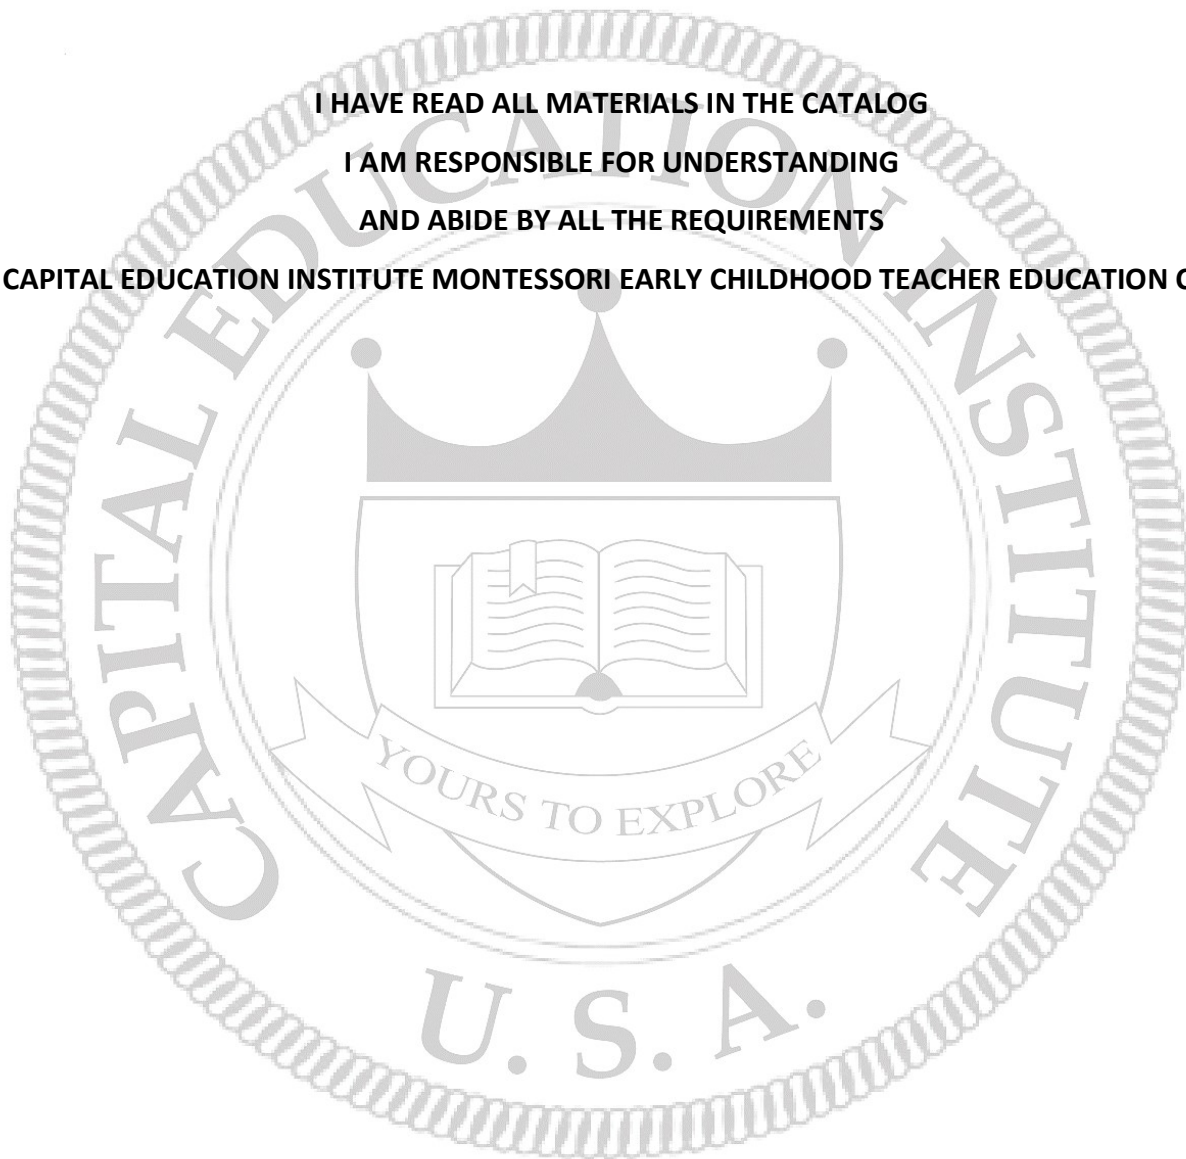 I HAVE READ ALL MATERIALS IN THE CATALOG
I AM RESPONSIBLE FOR UNDERSTANDING
AND ABIDE BY ALL THE REQUIREMENTS
CAPITAL EDUCATION INSTITUTE MONTESSORI EARLY CHILDHOOD TEACHER EDUCATION
CAPITAL EDUCATION INSTITUTE
YOURS TO EXPLORE
U. S. A.